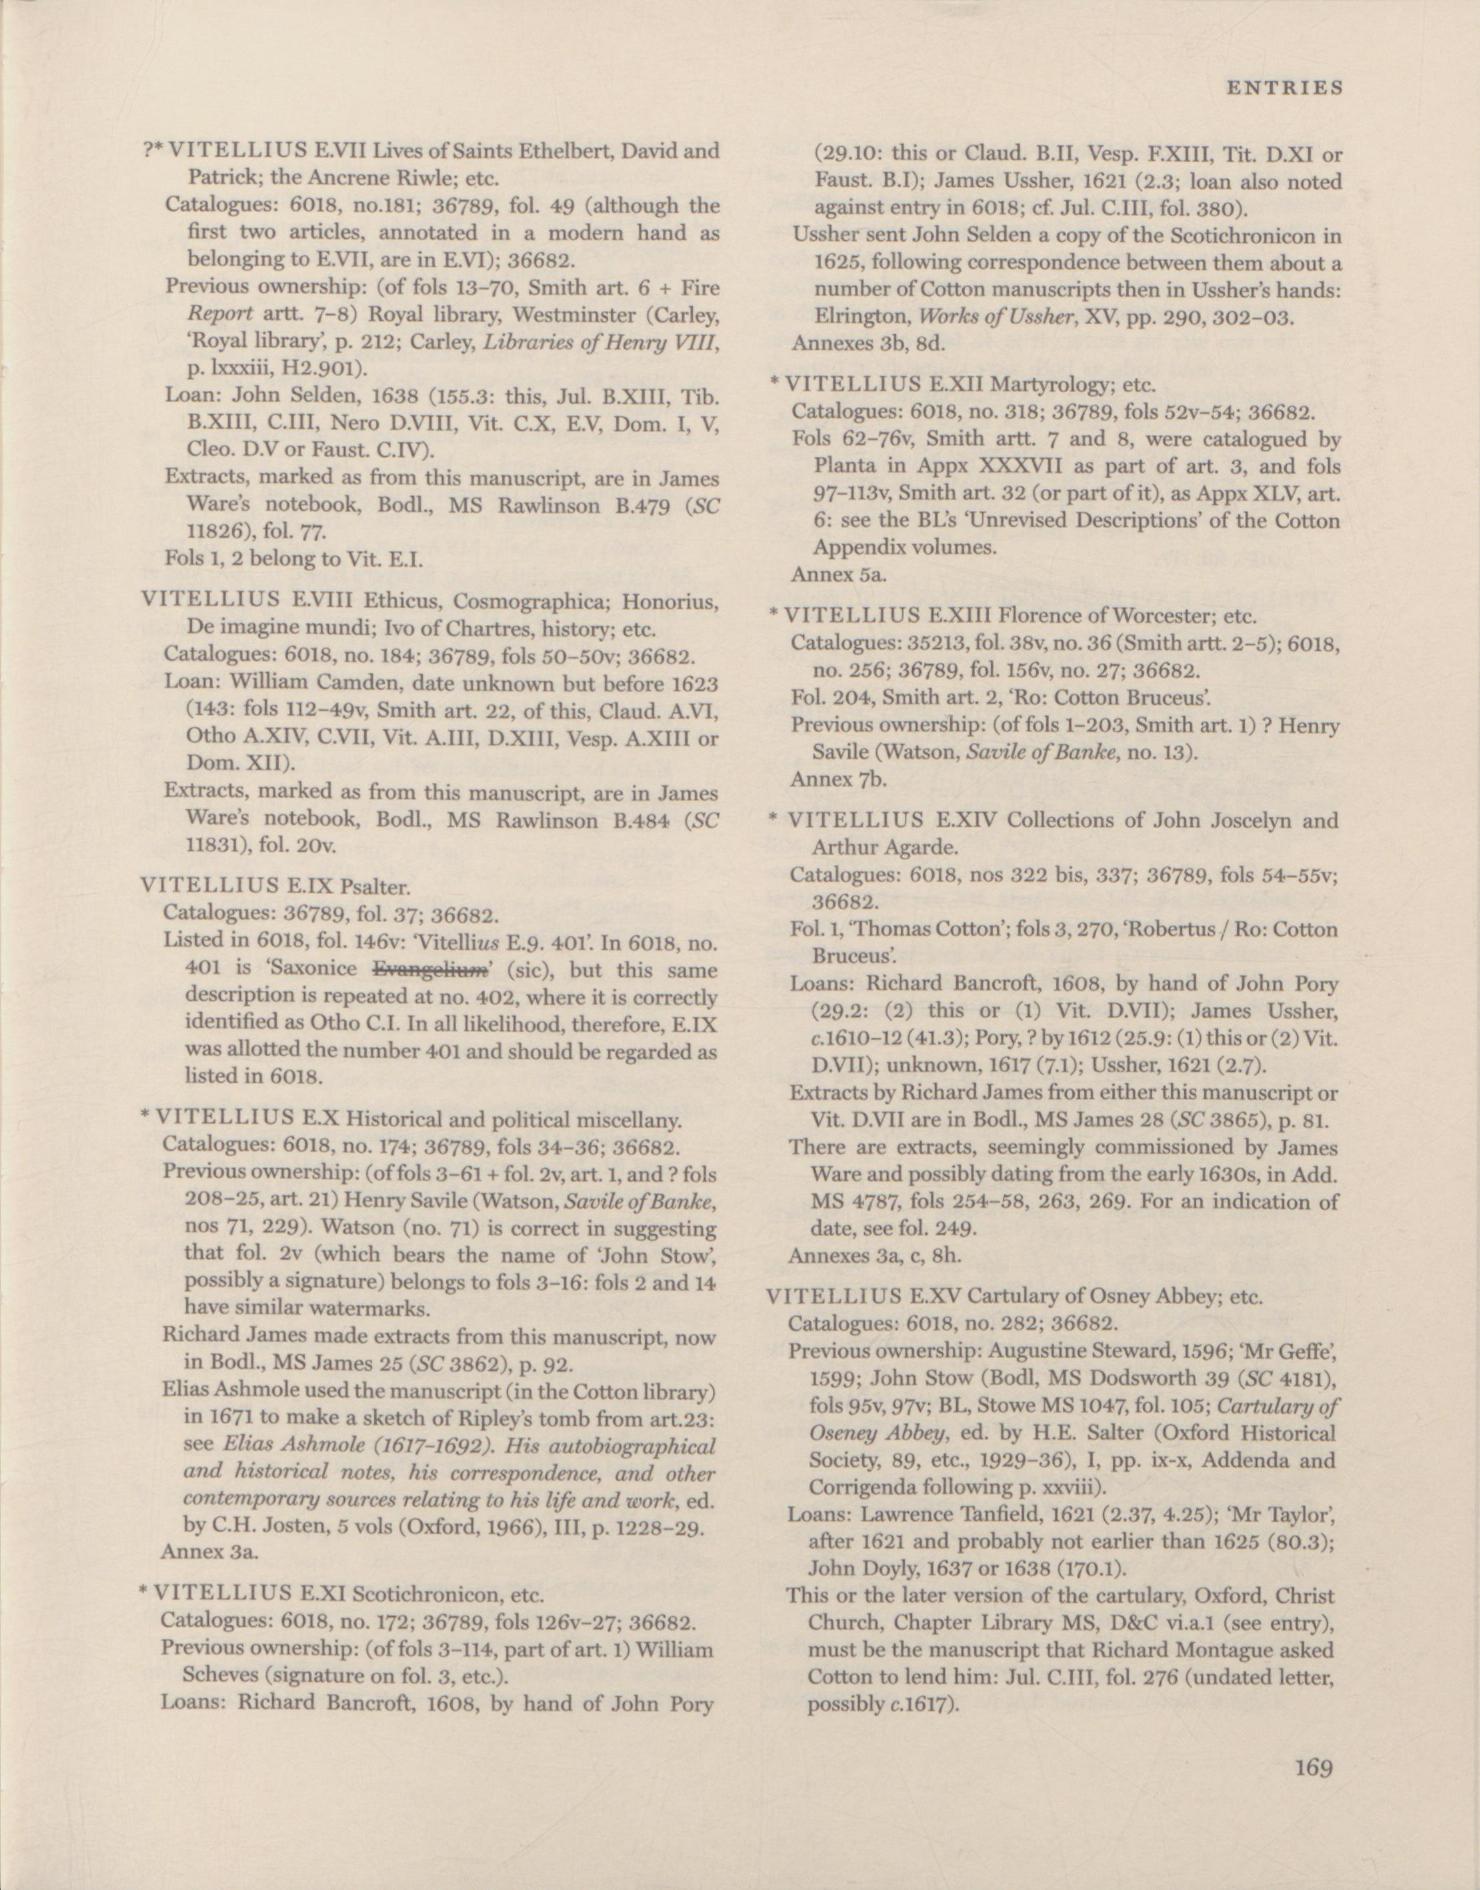 ENTRIES
?* VITELLIUS E.VII Lives of Saints Ethelbert, David and
Patrick; the Ancrene Riwle; etc.
Catalogues: 6018, no.181; 36789, fol. 49 (although the
first two articles, annotated in a modern hand as
belonging to E.VII, are in E.VI); 36682.
Previous ownership: (of fols 13–70, Smith art. 6 + Fire
Report artt. 7–8) Royal library, Westminster (Carley,
‘Royal library’, p. 212; Carley, Libraries of Henry VIII,
p. lxxxiii, H2.901).
Loan: John Selden, 1638 (155.3: this, Jul. B.XIII, Tib.
B.XIII, C.III, Nero D.VIII, Vit. C.X, E.V, Dom. I, V,
Cleo. D.V or Faust. C.IV).
Extracts, marked as from this manuscript, are in James
Ware’s notebook, Bodl., MS Rawlinson B.479 (SC
11826), fol. 77.
Fols 1, 2 belong to Vit. E.I.
VITELLIUS E.VIII Ethicus, Cosmographica; Honorius,
De imagine mundi; Ivo of Chartres, history; etc.
Catalogues: 6018, no. 184; 36789, fols 50–50v; 36682.
Loan: William Camden, date unknown but before 1623
(143: fols 112–49v, Smith art. 22, of this, Claud. A.VI,
Otho A.XIV, C.VII, Vit. A.III, D.XIII, Vesp. A.XIII or
Dom. XII).
Extracts, marked as from this manuscript, are in James
Ware’s notebook, Bodl., MS Rawlinson B.484 (SC
11831), fol. 20v.
VITELLIUS E.IX Psalter.
Catalogues: 36789, fol. 37; 36682.
Listed in 6018, fol. 146v: ‘Vitellius E.9. 401’. In 6018, no.
401 is ‘Saxonice Evangelium’ (sic), but this same
description is repeated at no. 402, where it is correctly
identified as Otho C.I. In all likelihood, therefore, E.IX
was allotted the number 401 and should be regarded as
listed in 6018.
* VITELLIUS E.X Historical and political miscellany.
Catalogues: 6018, no. 174; 36789, fols 34–36; 36682.
Previous ownership: (of fols 3–61 + fol. 2v, art. 1, and ? fols
208–25, art. 21) Henry Savile (Watson, Savile of Banke,
nos 71, 229). Watson (no. 71) is correct in suggesting
that fol. 2v (which bears the name of ‘John Stow’,
possibly a signature) belongs to fols 3–16: fols 2 and 14
have similar watermarks.
Richard James made extracts from this manuscript, now
in Bodl., MS James 25 (SC 3862), p. 92.
Elias Ashmole used the manuscript (in the Cotton library)
in 1671 to make a sketch of Ripley’s tomb from art.23:
see Elias Ashmole (1617–1692). His autobiographical
and historical notes, his correspondence, and other
contemporary sources relating to his life and work, ed.
by C.H. Josten, 5 vols (Oxford, 1966), III, p. 1228–29.
Annex 3a.
* VITELLIUS E.XI Scotichronicon, etc.
Catalogues: 6018, no. 172; 36789, fols 126v–27; 36682.
Previous ownership: (of fols 3–114, part of art. 1) William
Scheves (signature on fol. 3, etc.).
Loans: Richard Bancroft, 1608, by hand of John Pory
(29.10: this or Claud. B.II, Vesp. F.XIII, Tit. D.XI or
Faust. B.I); James Ussher, 1621 (2.3; loan also noted
against entry in 6018; cf. Jul. C.III, fol. 380).
Ussher sent John Selden a copy of the Scotichronicon in
1625, following correspondence between them about a
number of Cotton manuscripts then in Ussher’s hands:
Elrington, Works of Ussher, XV, pp. 290, 302–03.
Annexes 3b, 8d.
* VITELLIUS E.XII Martyrology; etc.
Catalogues: 6018, no. 318; 36789, fols 52v–54; 36682.
Fols 62–76v, Smith artt. 7 and 8, were catalogued by
Planta in Appx XXXVII as part of art. 3, and fols
97–113v, Smith art. 32 (or part of it), as Appx XLV, art.
6: see the BL’s ‘Unrevised Descriptions’ of the Cotton
Appendix volumes.
Annex 5a.
* VITELLIUS E.XIII Florence of Worcester; etc.
Catalogues: 35213, fol. 38v, no. 36 (Smith artt. 2–5); 6018,
no. 256; 36789, fol. 156v, no. 27; 36682.
Fol. 204, Smith art. 2, ‘Ro: Cotton Bruceus’.
Previous ownership: (of fols 1–203, Smith art. 1) ? Henry
Savile (Watson, Savile of Banke, no. 13).
Annex 7b.
* VITELLIUS E.XIV Collections of John Joscelyn and
Arthur Agarde.
Catalogues: 6018, nos 322 bis, 337; 36789, fols 54–55v;
36682.
Fol. 1, ‘Thomas Cotton’; fols 3, 270, ‘Robertus / Ro: Cotton
Bruceus’.
Loans: Richard Bancroft, 1608, by hand of John Pory
(29.2: (2) this or (1) Vit. D.VII); James Ussher,
c.1610–12 (41.3); Pory, ? by 1612 (25.9: (1) this or (2) Vit.
D.VII); unknown, 1617 (7.1); Ussher, 1621 (2.7).
Extracts by Richard James from either this manuscript or
Vit. D.VII are in Bodl., MS James 28 (SC 3865), p. 81.
There are extracts, seemingly commissioned by James
Ware and possibly dating from the early 1630s, in Add.
MS 4787, fols 254–58, 263, 269. For an indication of
date, see fol. 249.
Annexes 3a, c, 8h.
VITELLIUS E.XV Cartulary of Osney Abbey; etc.
Catalogues: 6018, no. 282; 36682.
Previous ownership: Augustine Steward, 1596; ‘Mr Geffe’,
1599; John Stow (Bodl, MS Dodsworth 39 (SC 4181),
fols 95v, 97v; BL, Stowe MS 1047, fol. 105; Cartulary of
Oseney Abbey, ed. by H.E. Salter (Oxford Historical
Society, 89, etc., 1929–36), I, pp. ix-x, Addenda and
Corrigenda following p. xxviii).
Loans: Lawrence Tanfield, 1621 (2.37, 4.25); ‘Mr Taylor’,
after 1621 and probably not earlier than 1625 (80.3);
John Doyly, 1637 or 1638 (170.1).
This or the later version of the cartulary, Oxford, Christ
Church, Chapter Library MS, D&C vi.a.1 (see entry),
must be the manuscript that Richard Montague asked
Cotton to lend him: Jul. C.III, fol. 276 (undated letter,
possibly c.1617).
169